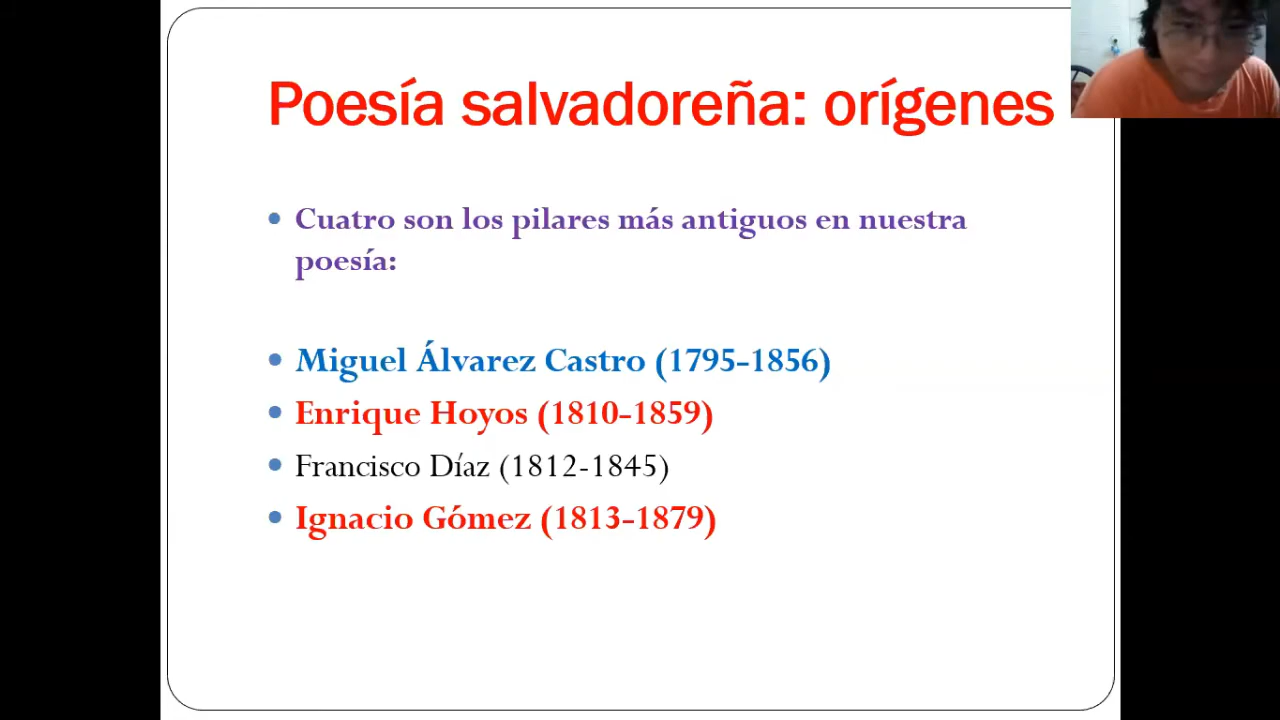 Poesía salvadoreña: orígenes
Cuatro son los pilares más antiguos en nuestra
poesía:
Miguel Álvarez Castro (1795-1856)
Enrique Hoyos (1810-1859)
Francisco Díaz (1812-1845)
Ignacio Gómez (1813-1879)